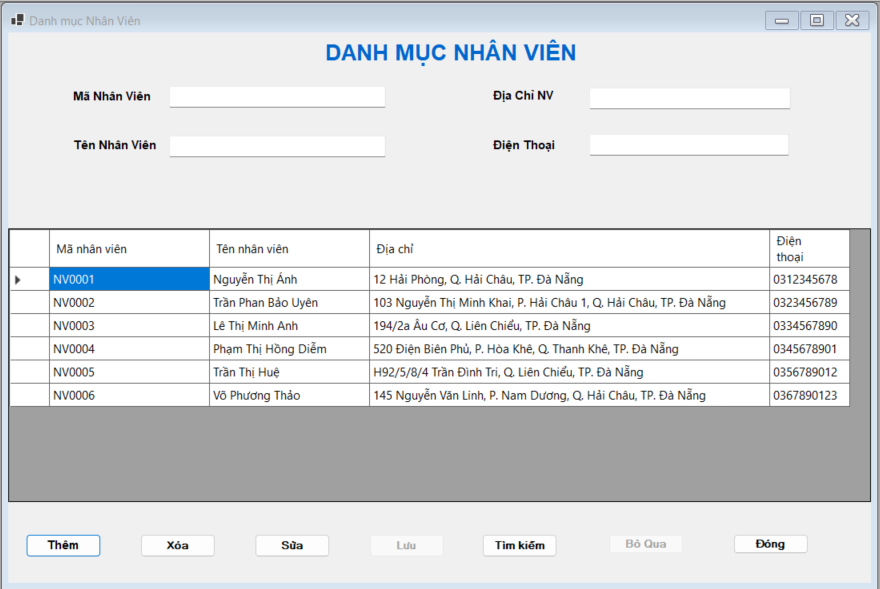 Danh mục Nhân Viên
DANH MỤC NHÂN VIÊN
Mã Nhân Viên
Địa Chỉ NV
Tên Nhân Viên
Điện Thoại
Mã nhân viên Tên nhân viên Địa chỉ Điện thoại
NV0001 Nguyễn Thị Ánh 12 Hải Phòng, Q. Hải Châu, TP. Đà Nẵng 0312345678
NV0002 Trần Phan Bảo Uyên 103 Nguyễn Thị Minh Khai, P. Hải Châu 1, Q. Hải Châu, TP. Đà Nẵng 0323456789
NV0003 Lê Thị Minh Anh 194/2a Âu Cơ, Q. Liên Chiểu, TP. Đà Nẵng 0334567890
NV0004 Phạm Thị Hồng Diễm 520 Điện Biên Phủ, P. Hòa Khê, Q. Thanh Khê, TP. Đà Nẵng 0345678901
NV0005 Trần Thị Huệ H92/5/8/4 Trần Đình Tri, Q. Liên Chiểu, TP. Đà Nẵng 0356789012
NV0006 Võ Phương Thảo 145 Nguyễn Văn Linh, P. Nam Dương, Q. Hải Châu, TP. Đà Nẵng 0367890123
Thêm Xóa Sửa Lưu Tìm kiếm Bỏ Qua Đóng